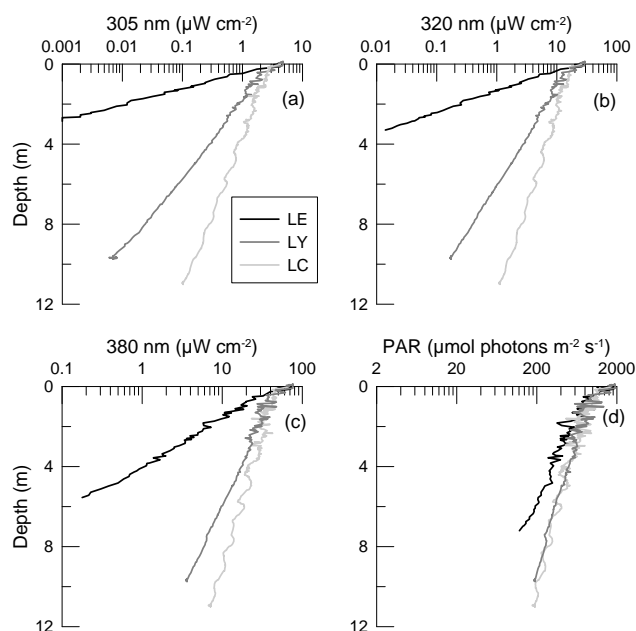 305 nm (µW cm-2)
0.001 0.01 0.1 1 10
0
4
8
12
Depth (m)
(a)
LE
LY
LC
320 nm (µW cm-2)
0.01 0.1 1 10 100
0
4
8
12
(b)
380 nm (µW cm-2)
0.1 1 10 100
0
4
8
12
Depth (m)
(c)
PAR (µmol photons m-2 s-1)
2 20 200 2000
0
4
8
12
(d)